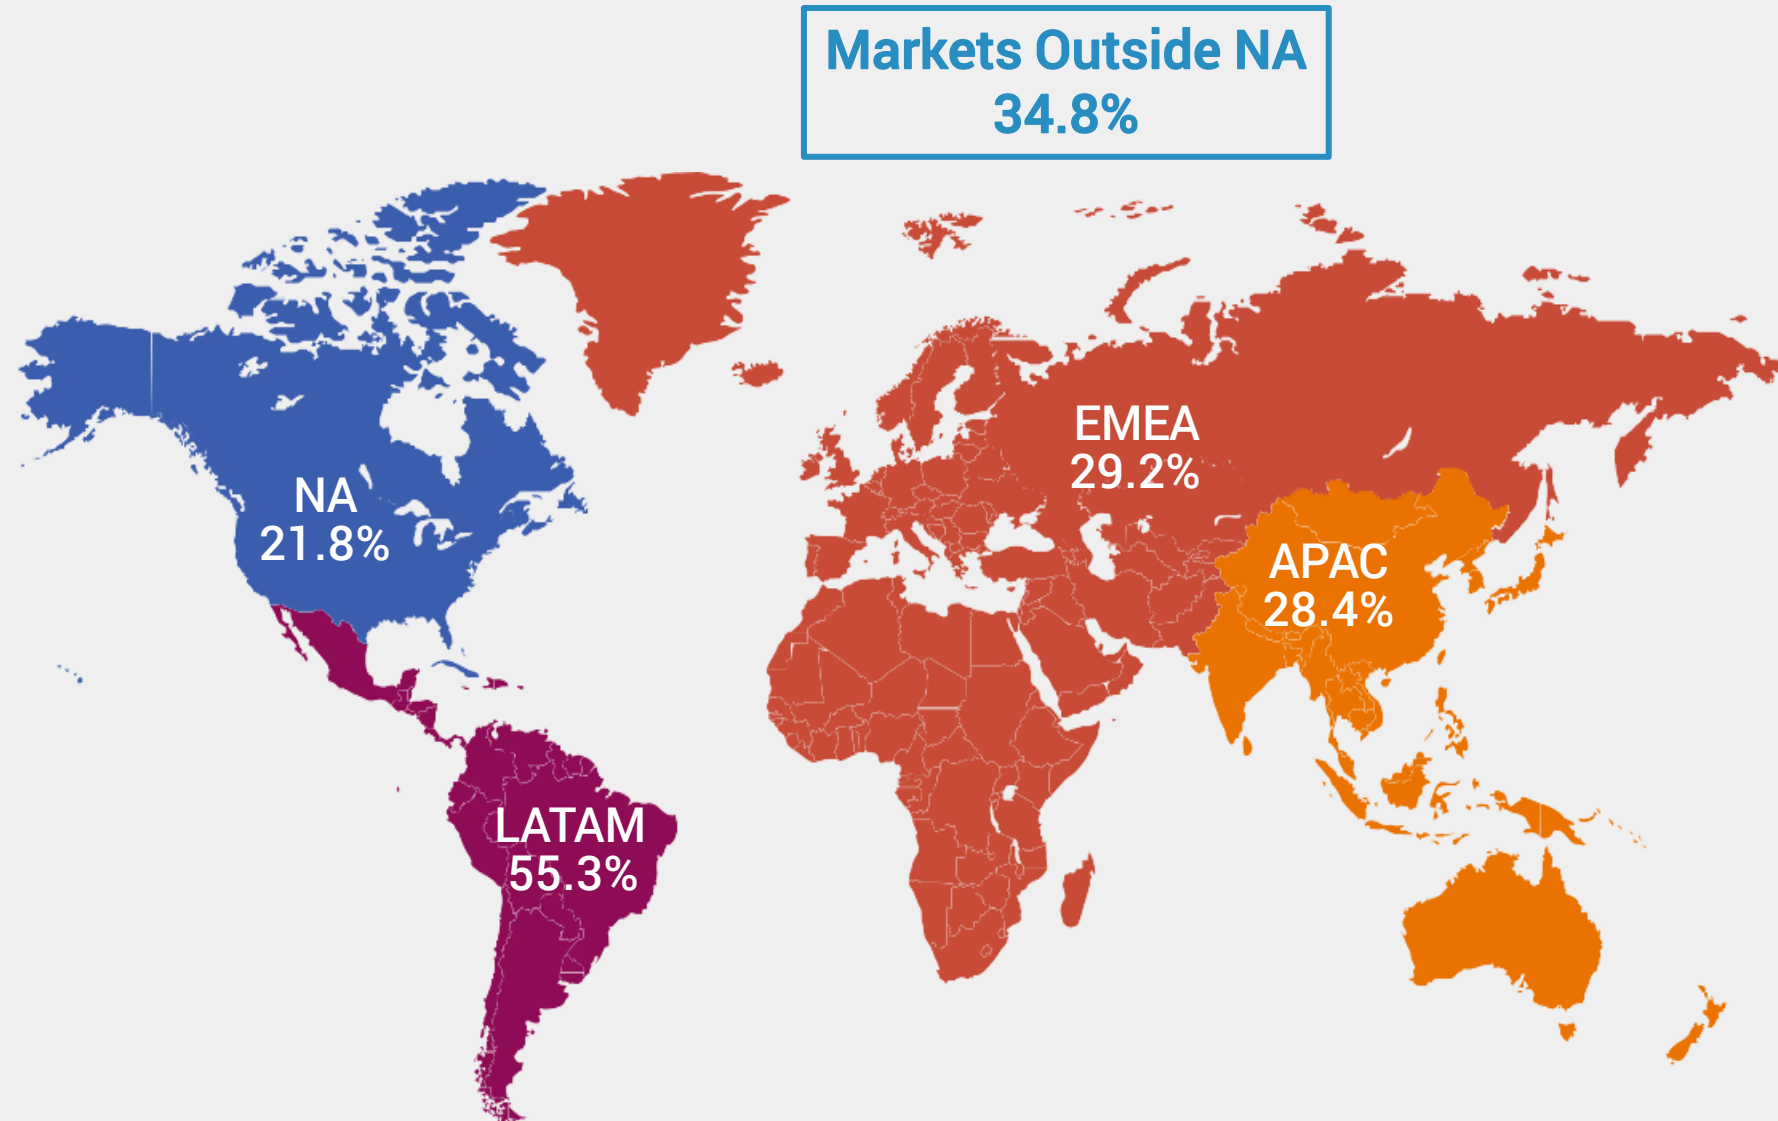 Markets Outside NA
34.8%
NA
21.8%
EMEA
29.2%
APAC
28.4%
LATAM
55.3%